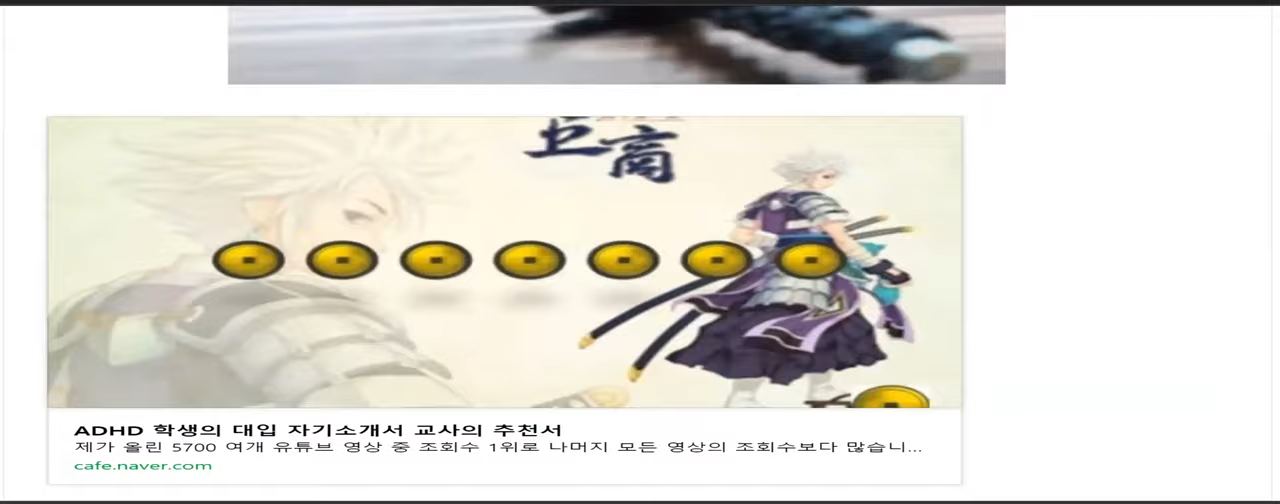 商
ADHD 학생의 대입 자기소개서 교사의 추천서
제가 올린 5700 여개 유튜브 영상 중 조회수 1위로 나머지 모든 영상의 조회수보다 많습니...
cafe.naver.com